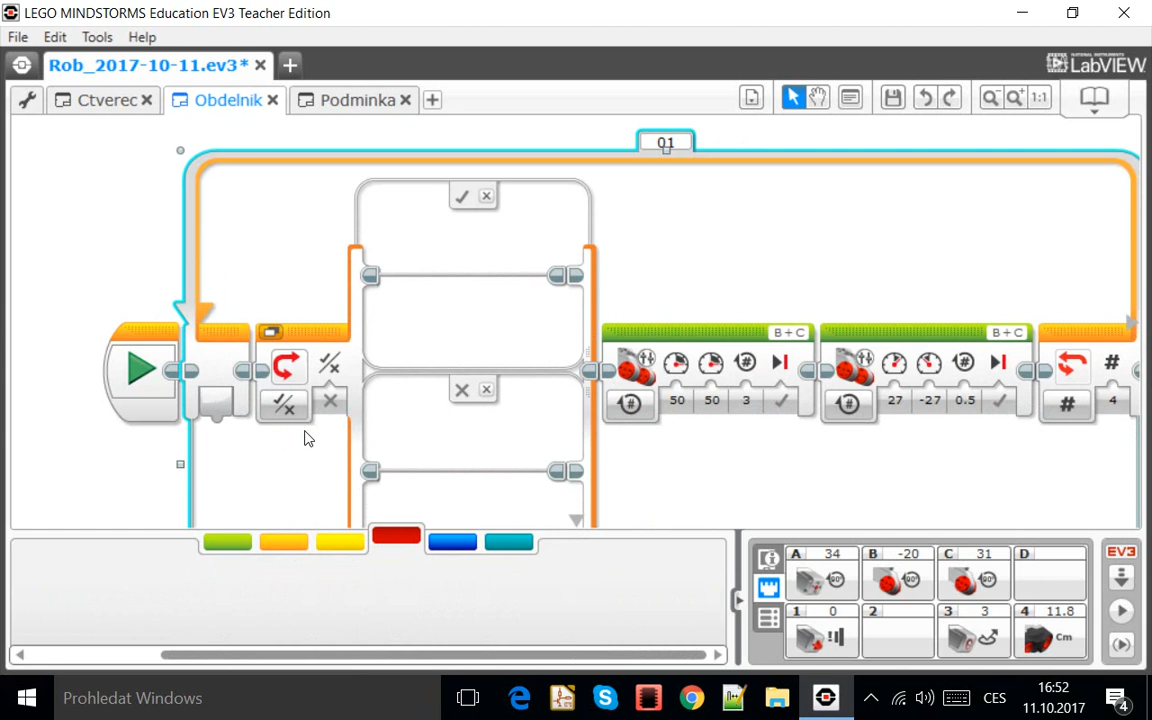 LEGO MINDSTORMS Education EV3 Teacher Edition
File Edit Tools Help
Rob_2017-10-11.ev3*
NATIONAL INSTRUMENTS
LabVIEW
Ctverec Obdelnik Podminka
1:1
01
B + C B + C
# # #
50 50 3 27 -27 0.5 # 4
A 34 B -20 C 31 D
EV3
1 0 2 3 3 4 11.8
Cm
Prohledat Windows
CES
16:52
11.10.2017
4